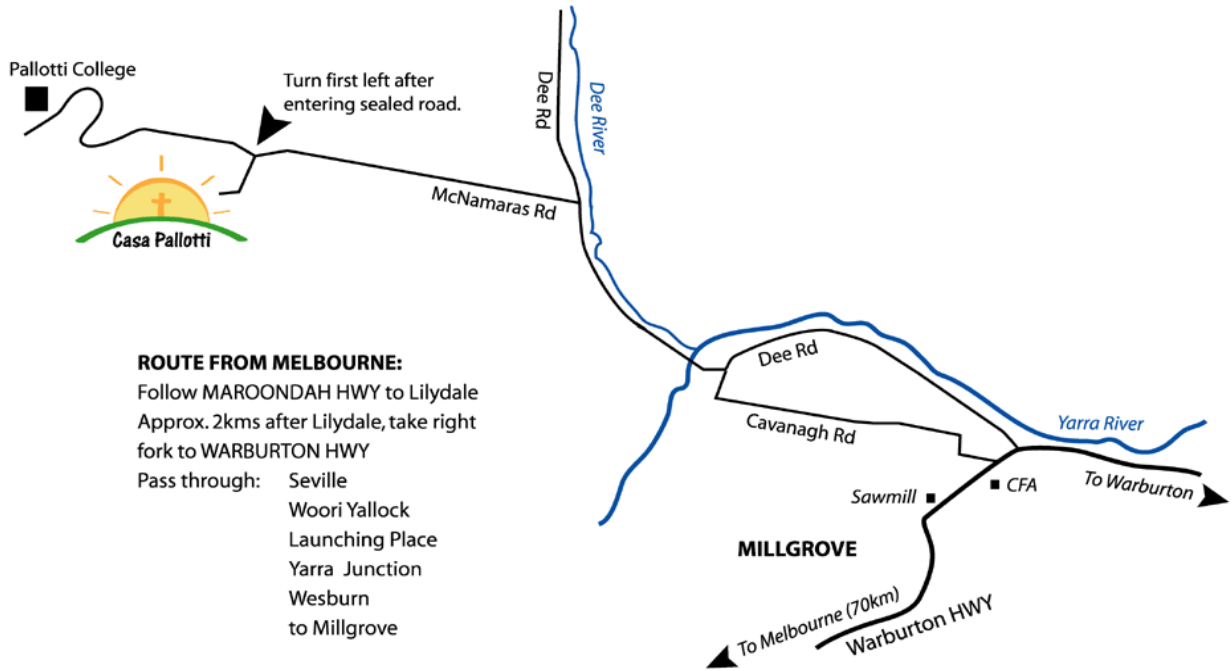 Pallotti College
Turn first left after
entering sealed road.
Dee Rd
Dee River
McNamaras Rd
Casa Pallotti
ROUTE FROM MELBOURNE:
Follow MAROONDAH HWY to Lilydale
Approx. 2kms after Lilydale, take right
fork to WARBURTON HWY
Pass through: Seville
Woori Yallock
Launching Place
Yarra Junction
Wesburn
to Millgrove
Dee Rd
Cavanagh Rd
Yarra River
To Warburton
Sawmill
CFA
MILLGROVE
To Melbourne (70km)
Warburton HWY